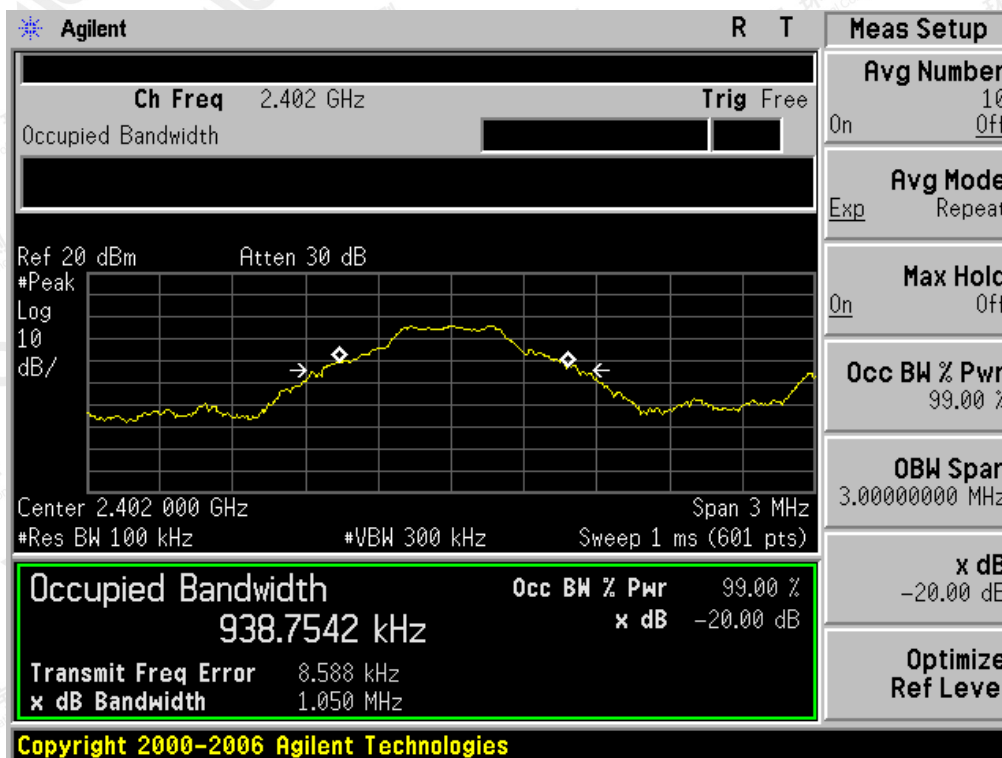 Agilent R T
Ch Freq 2.402 GHz Trig Free
Occupied Bandwidth
Ref 20 dBm Atten 30 dB
#Peak
Log
10
dB/
Center 2.402 000 GHz Span 3 MHz
#Res BW 100 kHz #VBW 300 kHz Sweep 1 ms (601 pts)
Occupied Bandwidth Occ BW % Pwr 99.00 %
938.7542 kHz x dB -20.00 dB
Transmit Freq Error 8.588 kHz
x dB Bandwidth 1.050 MHz
Copyright 2000-2006 Agilent Technologies
Meas Setup
Avg Number
10
On Off
Avg Mode
Exp Repeat
Max Hold
On Off
Occ BW % Pwr
99.00 %
OBW Span
3.00000000 MHz
x dB
-20.00 dB
Optimize
Ref Level